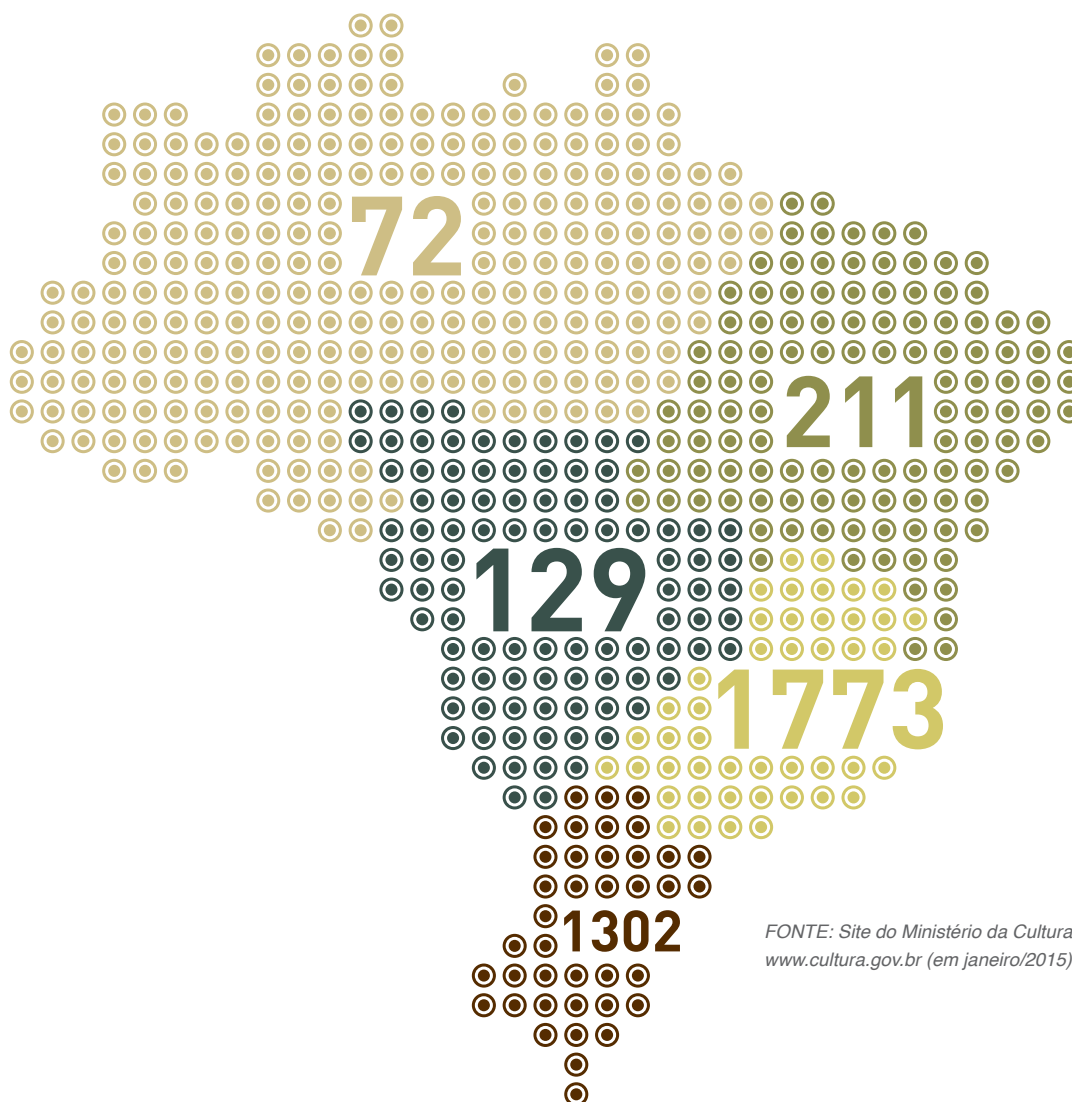 72
211
129
1773
1302
FONTE: Site do Ministério da Cultura
www.cultura.gov.br (em janeiro/2015)